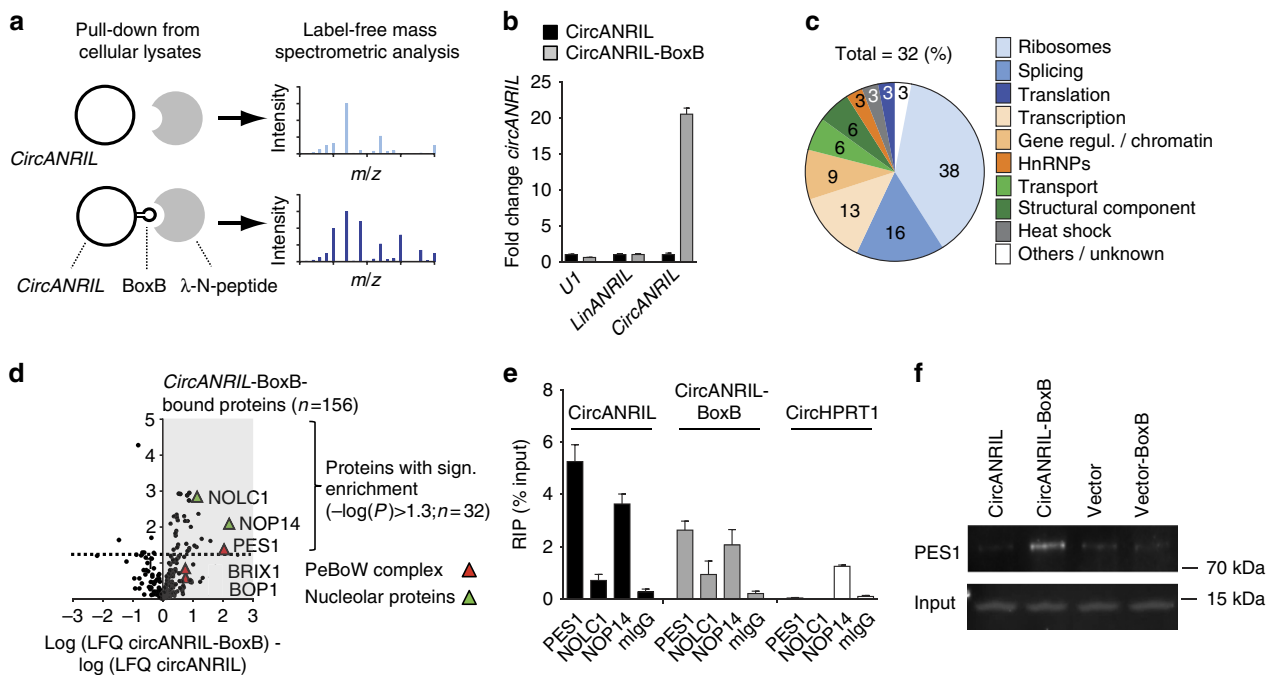 a
Pull-down from
cellular lysates
Label-free mass
spectrometric analysis
Intensity
m/z
CircANRIL
Intensity
m/z
CircANRIL
BoxB
λ-N-peptide
b
CircANRIL
CircANRIL-BoxB
Fold change circANRIL
25
20
15
10
5
0
U1
LinANRIL
CircANRIL
c
Total = 32 (%)
3
38
16
13
9
6
6
3
3
3
Ribosomes
Splicing
Translation
Transcription
Gene regul. / chromatin
HnRNPs
Transport
Structural component
Heat shock
Others / unknown
d
CircANRIL-BoxB-
bound proteins (n=156)
5
4
3
2
1
0
NOLC1
NOP14
PES1
BRIX1
BOP1
−3 −2 −1 0 1 2 3
Log (LFQ circANRIL-BoxB) -
log (LFQ circANRIL)
Proteins with sign.
enrichment
(−log(P)>1.3;n=32)
PeBoW complex
Nucleolar proteins
e
RIP (% input)
8
6
4
2
0
CircANRIL
CircANRIL-
BoxB
CircHPRT1
PES1
NOLC1
NOP14
mIgG
PES1
NOLC1
NOP14
mIgG
PES1
NOLC1
NOP14
mIgG
f
CircANRIL
CircANRIL-BoxB
Vector
Vector-BoxB
PES1
70 kDa
Input
15 kDa